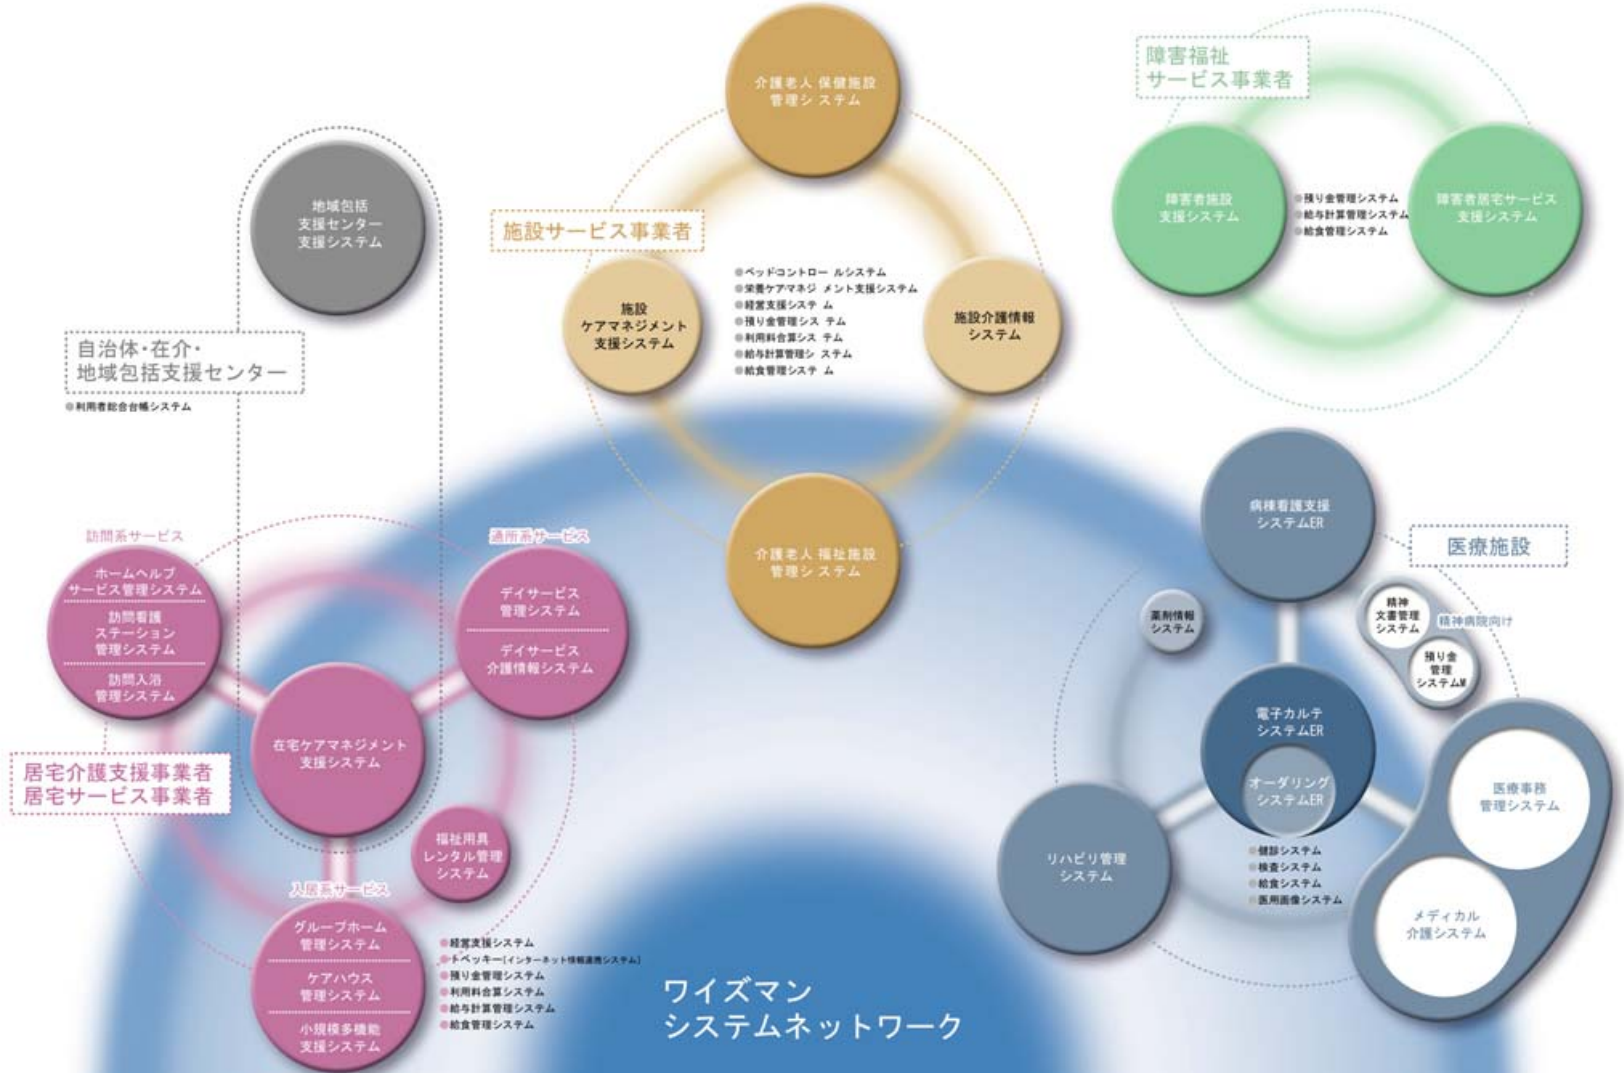 介護老人 保健施設
管理シ ステム
障害福祉
サービス事業者
地域包括
支援センター
支援システム
施設サービス事業者
障害者施設
支援システム
●預り金管理システム
●給与計算管理システム
●給食管理システム
障害者居宅サービス
支援システム
施設
ケアマネジメント
支援システム
●ベッドコントロー ルシステム
●栄養ケアマネジ メント支援システム
●経営支援システ ム
●預り金管理シス テム
●利用料合算シス テム
●給与計算管理シ ステム
●給食管理システ ム
施設介護情報
システム
自治体・在介・
地域包括支援センター
●利用者総合台帳システム
介護老人 福祉施設
管理シ ステム
訪問系サービス
ホームヘルプ
サービス管理システム
訪問看護
ステーション
管理システム
訪問入浴
管理システム
通所系サービス
デイサービス
管理システム
デイサービス
介護情報システム
在宅ケアマネジメント
支援システム
居宅介護支援事業者
居宅サービス事業者
福祉用具
レンタル管理
システム
入居系サービス
グループホーム
管理システム
ケアハウス
管理システム
小規模多機能
支援システム
●経営支援システム
●トベッキー(インターネット情報連携システム)
●預り金管理システム
●利用料合算システム
●給与計算管理システム
●給食管理システム
病棟看護支援
システムER
医療施設
薬剤情報
システム
精神
文書管理
システム
精神病院向け
預り金
管理
システムM
電子カルテ
システムER
オーダリング
システムER
医療事務
管理システム
リハビリ管理
システム
●健診システム
●検査システム
●給食システム
●医用画像システム
メディカル
介護システム
ワイズマン
システムネットワーク